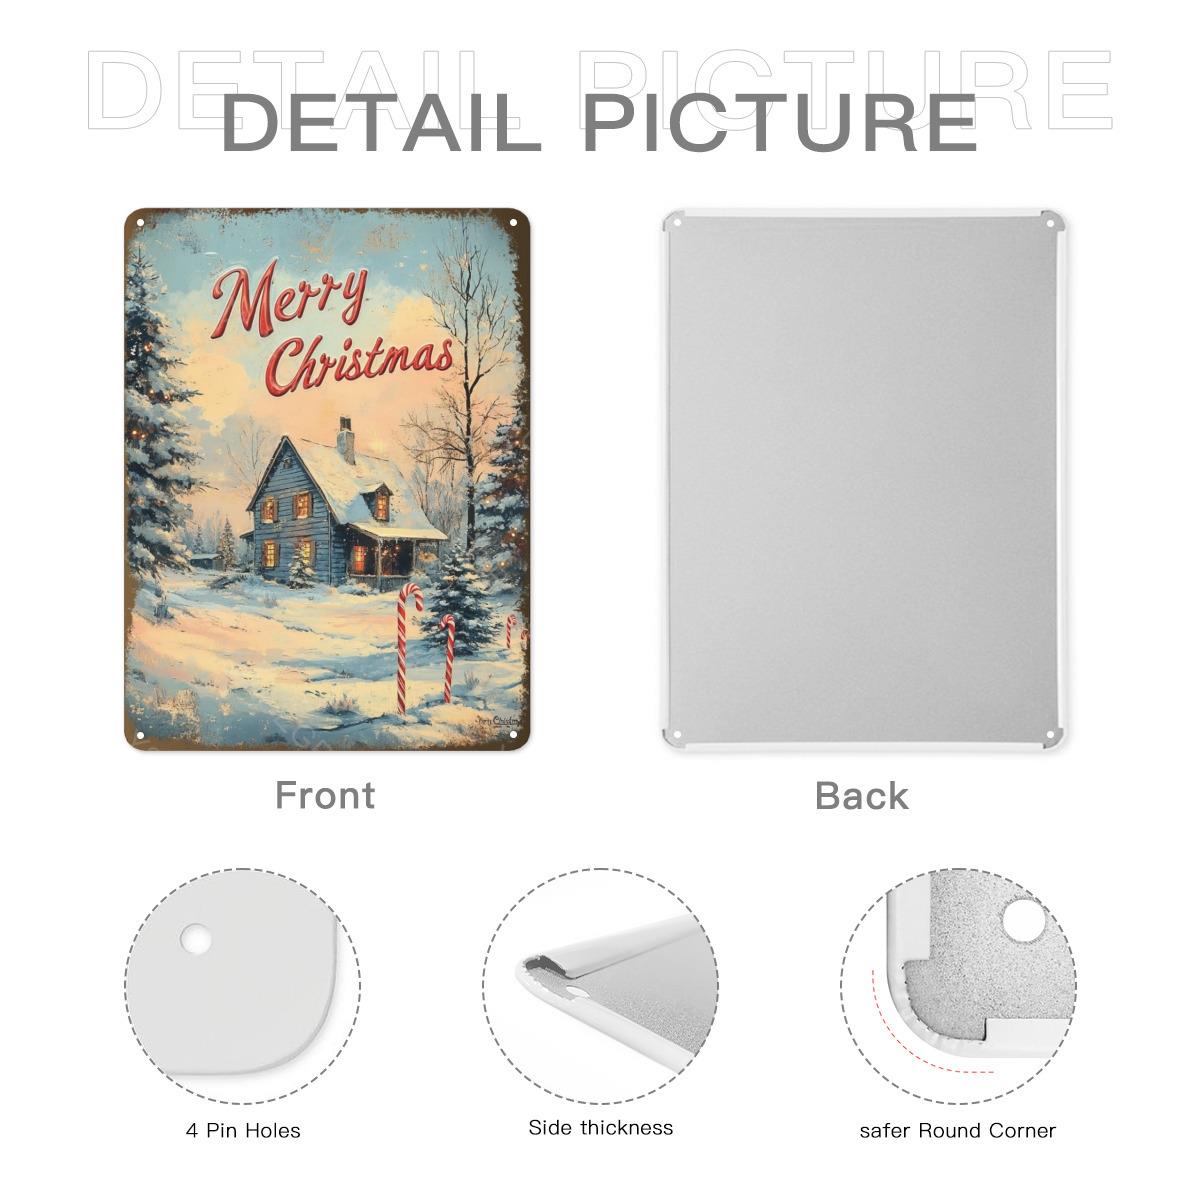 DETAIL PICTURE
DETAIL PICTURE
Merry
Christmas
Front
Back
4 Pin Holes
Side thickness
safer Round Corner